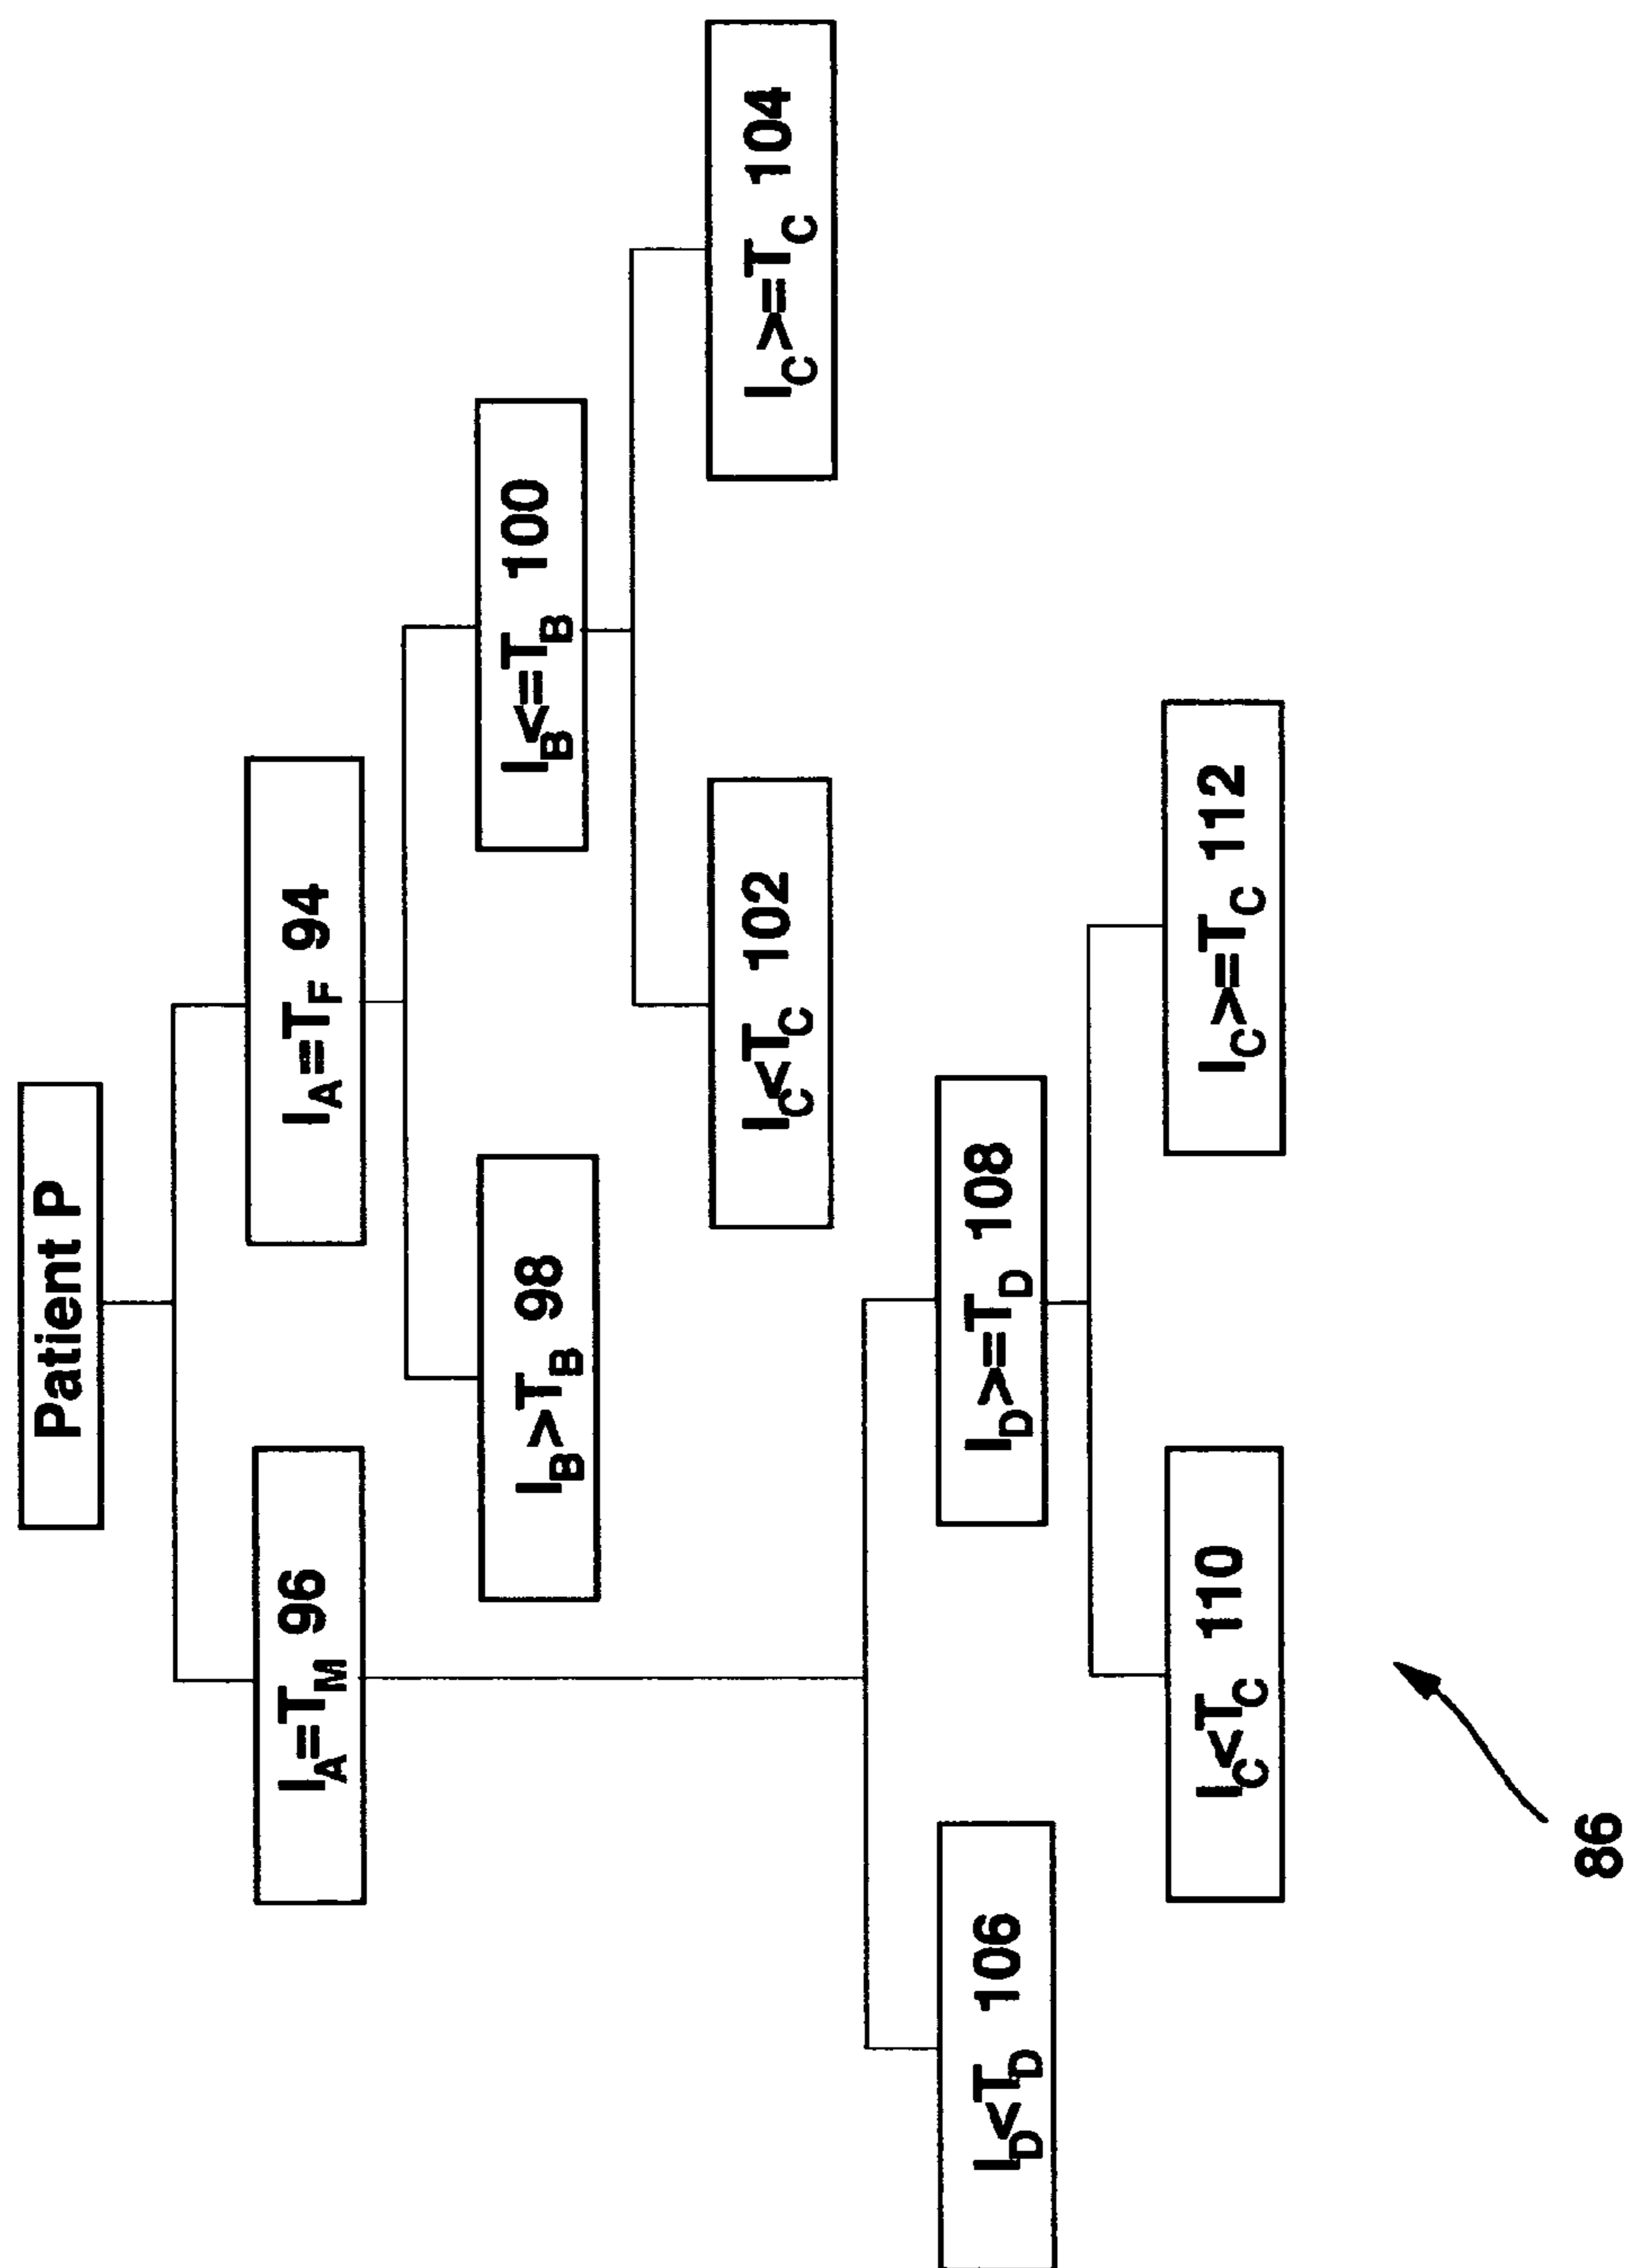 Patient P
I_A=T_M 96
I_A=T_F 94
I_B>T_B 98
I_B<=T_B 100
I_C<T_C 102
I_C>=T_C 104
I_D<T_D 106
I_D>=T_D 108
I_C<T_C 110
I_C>=T_C 112
86